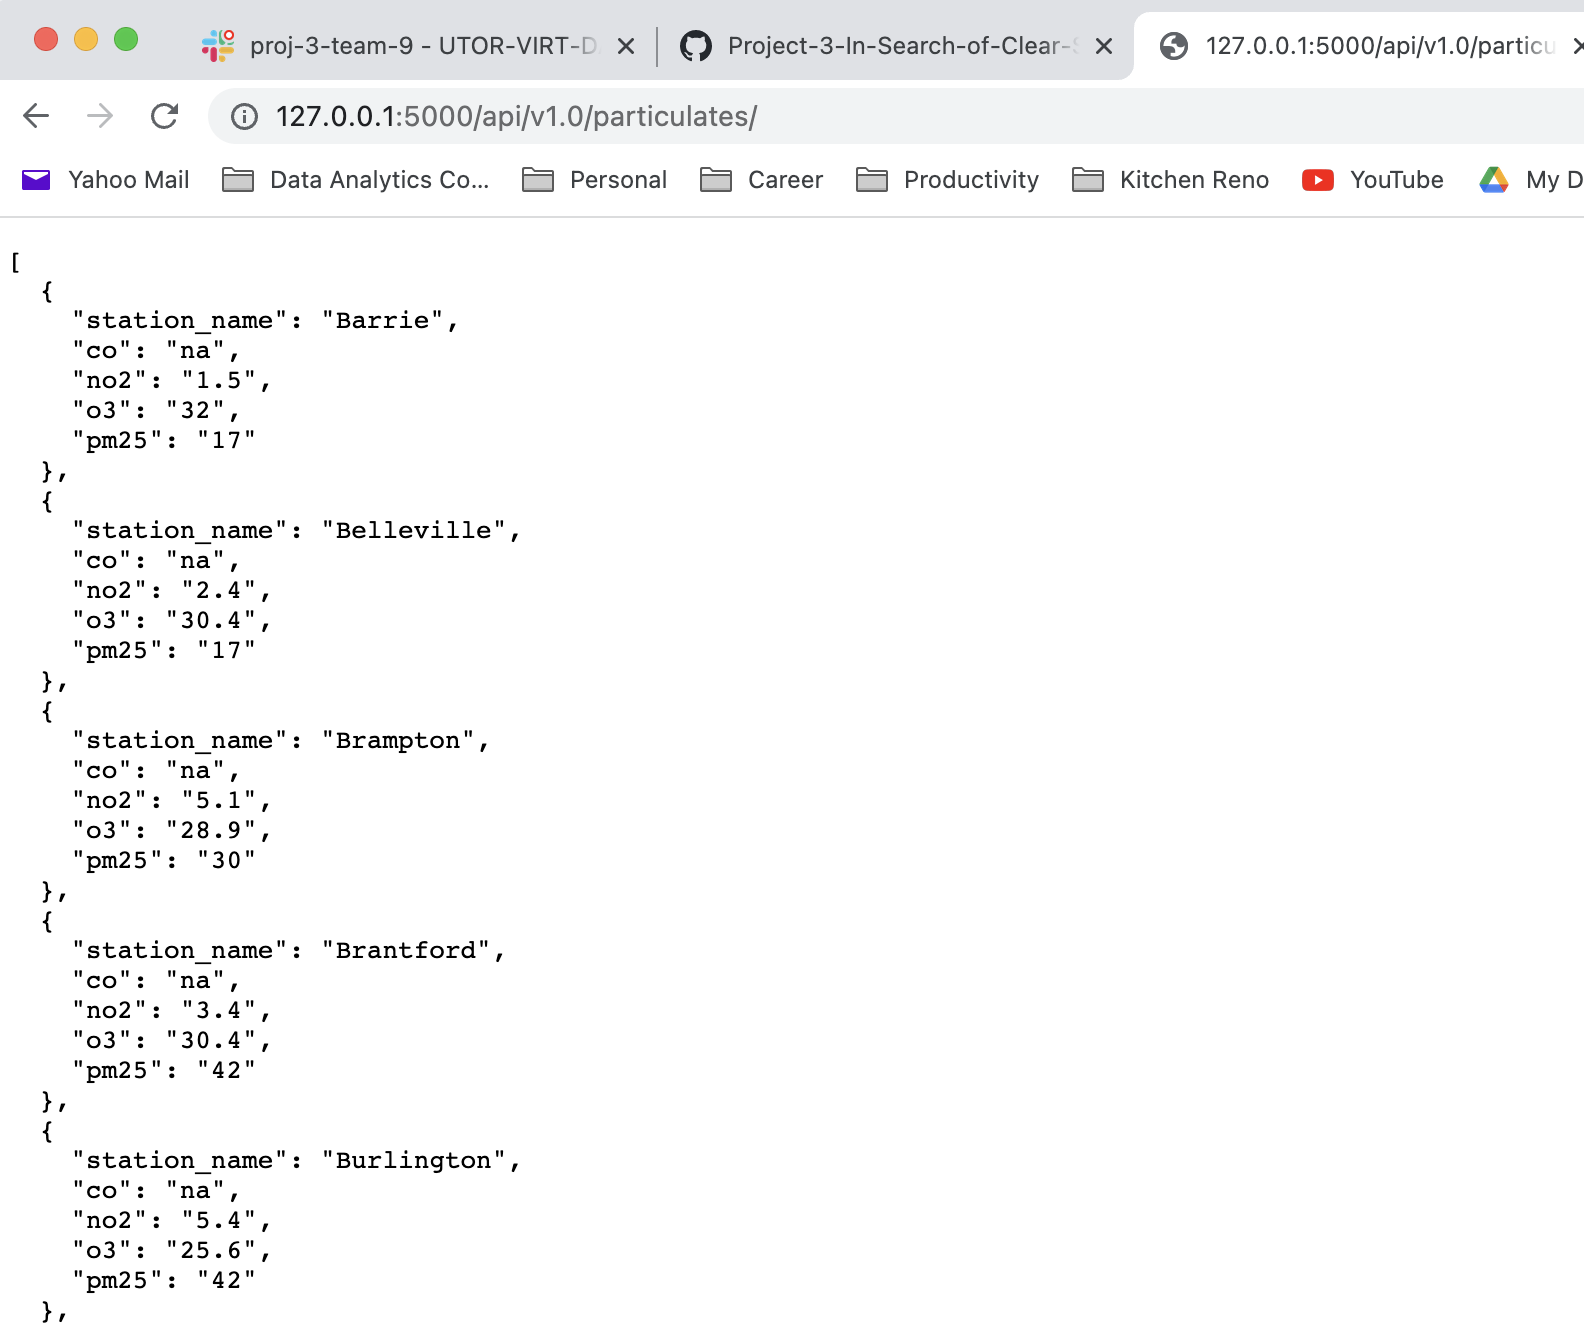 proj-3-team-9 - UTOR-VIRT-D
Project-3-In-Search-of-Clear-
127.0.0.1:5000/api/v1.0/particu
127.0.0.1:5000/api/v1.0/particulates/
Yahoo Mail Data Analytics Co... Personal Career Productivity Kitchen Reno YouTube My D
[
{
"station_name": "Barrie",
"co": "na",
"no2": "1.5",
"o3": "32",
"pm25": "17"
},
{
"station_name": "Belleville",
"co": "na",
"no2": "2.4",
"o3": "30.4",
"pm25": "17"
},
{
"station_name": "Brampton",
"co": "na",
"no2": "5.1",
"o3": "28.9",
"pm25": "30"
},
{
"station_name": "Brantford",
"co": "na",
"no2": "3.4",
"o3": "30.4",
"pm25": "42"
},
{
"station_name": "Burlington",
"co": "na",
"no2": "5.4",
"o3": "25.6",
"pm25": "42"
},